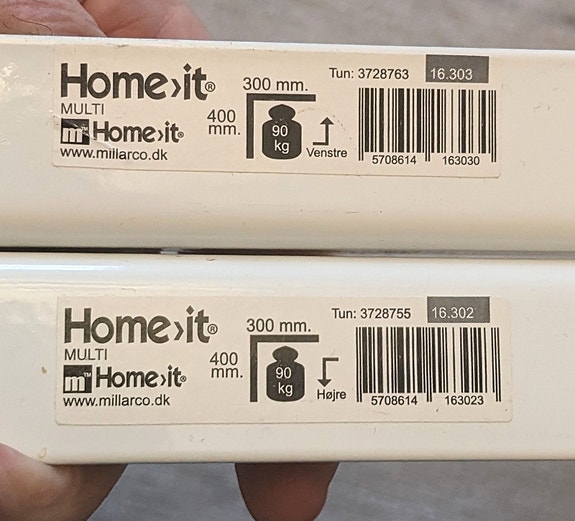 Home›it®
MULTI
m™ Home›it®
www.millarco.dk
300 mm.
400 mm.
90 kg
Venstre
Tun: 3728763 16.303
5708614 163030
Home›it®
MULTI
m™ Home›it®
www.millarco.dk
300 mm.
400 mm.
90 kg
Højre
Tun: 3728755 16.302
5708614 163023